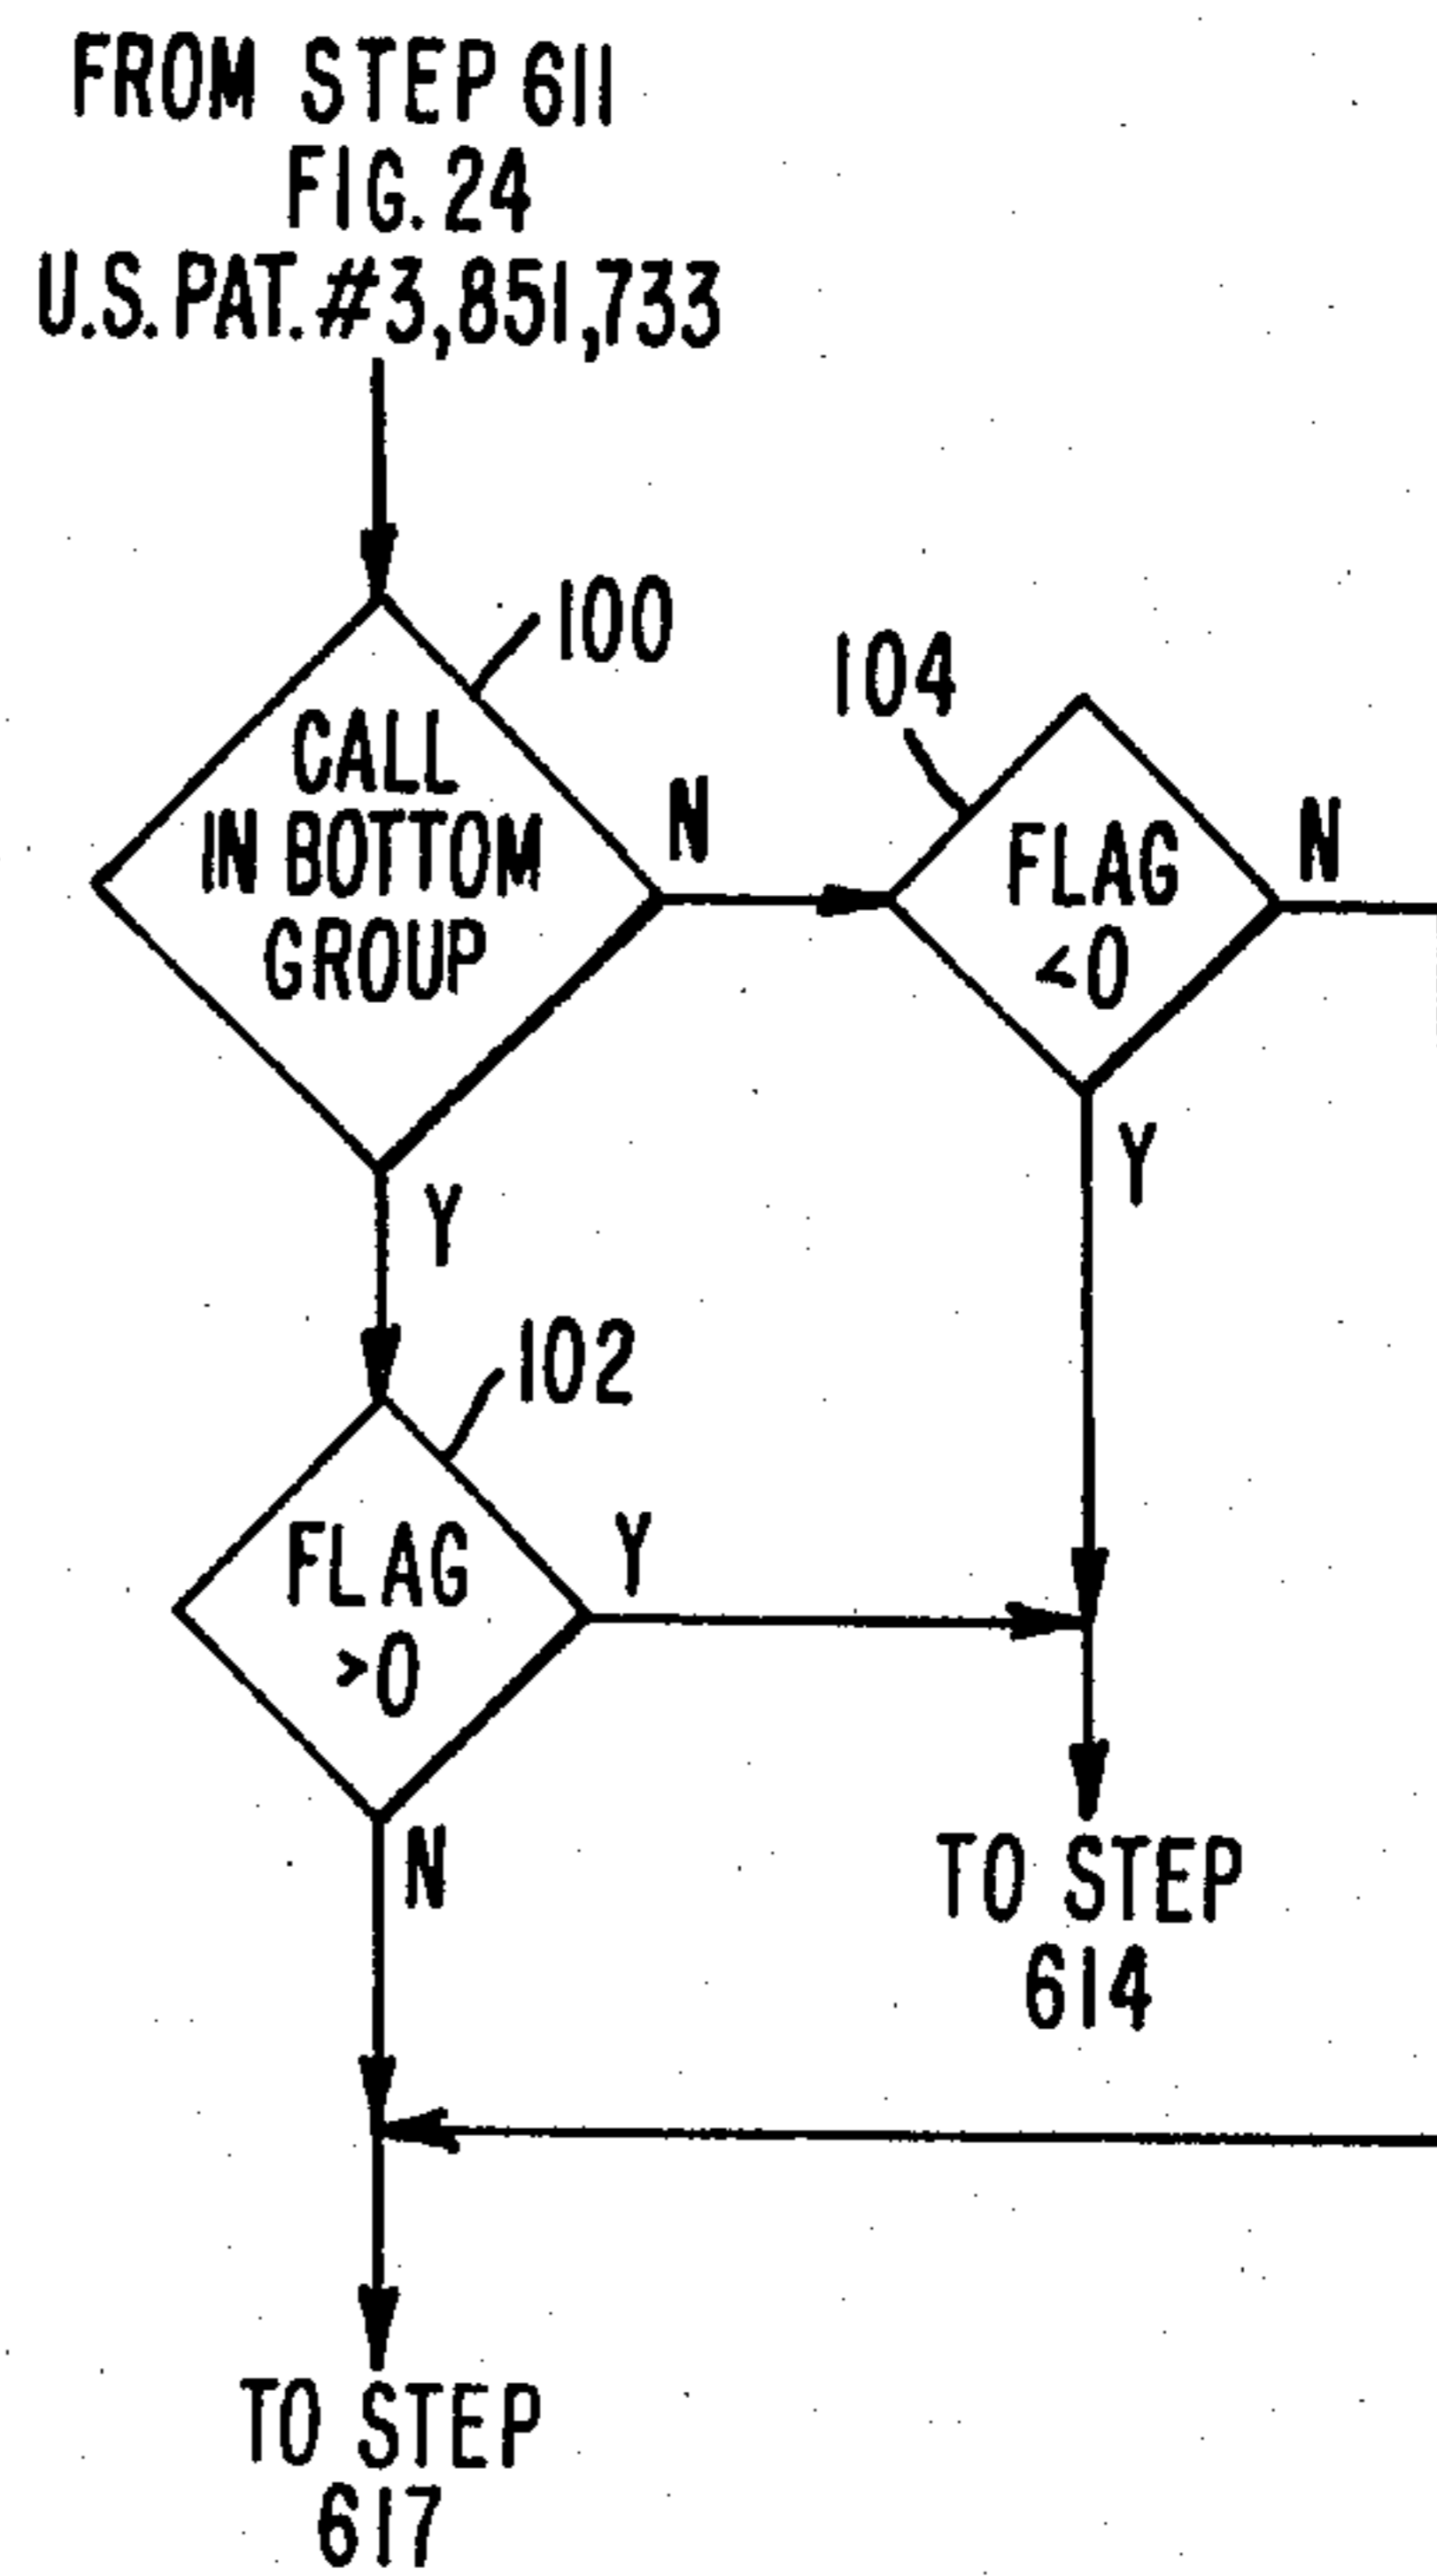 FROM STEP 611
FIG. 24
U.S. PAT. #3,851,733
100
CALL
IN BOTTOM
GROUP
N
Y
104
FLAG
<0
N
Y
102
FLAG
>0
Y
N
TO STEP
614
TO STEP
617